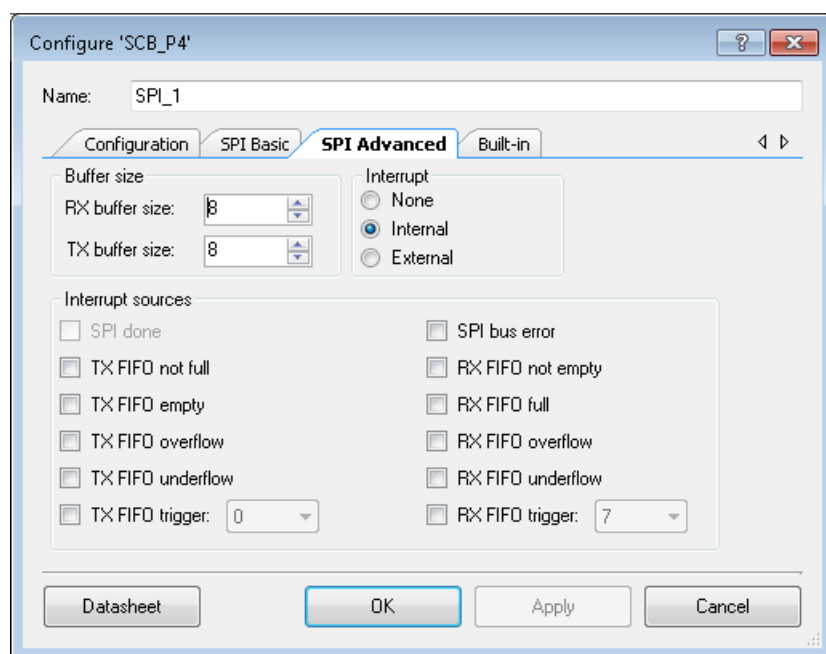 Configure 'SCB_P4'
?
Name: SPI_1
Configuration SPI Basic SPI Advanced Built-in
Buffer size
RX buffer size: 8
TX buffer size: 8
Interrupt
None
Internal
External
Interrupt sources
SPI done SPI bus error
TX FIFO not full RX FIFO not empty
TX FIFO empty RX FIFO full
TX FIFO overflow RX FIFO overflow
TX FIFO underflow RX FIFO underflow
TX FIFO trigger: 0 RX FIFO trigger: 7
Datasheet OK Apply Cancel